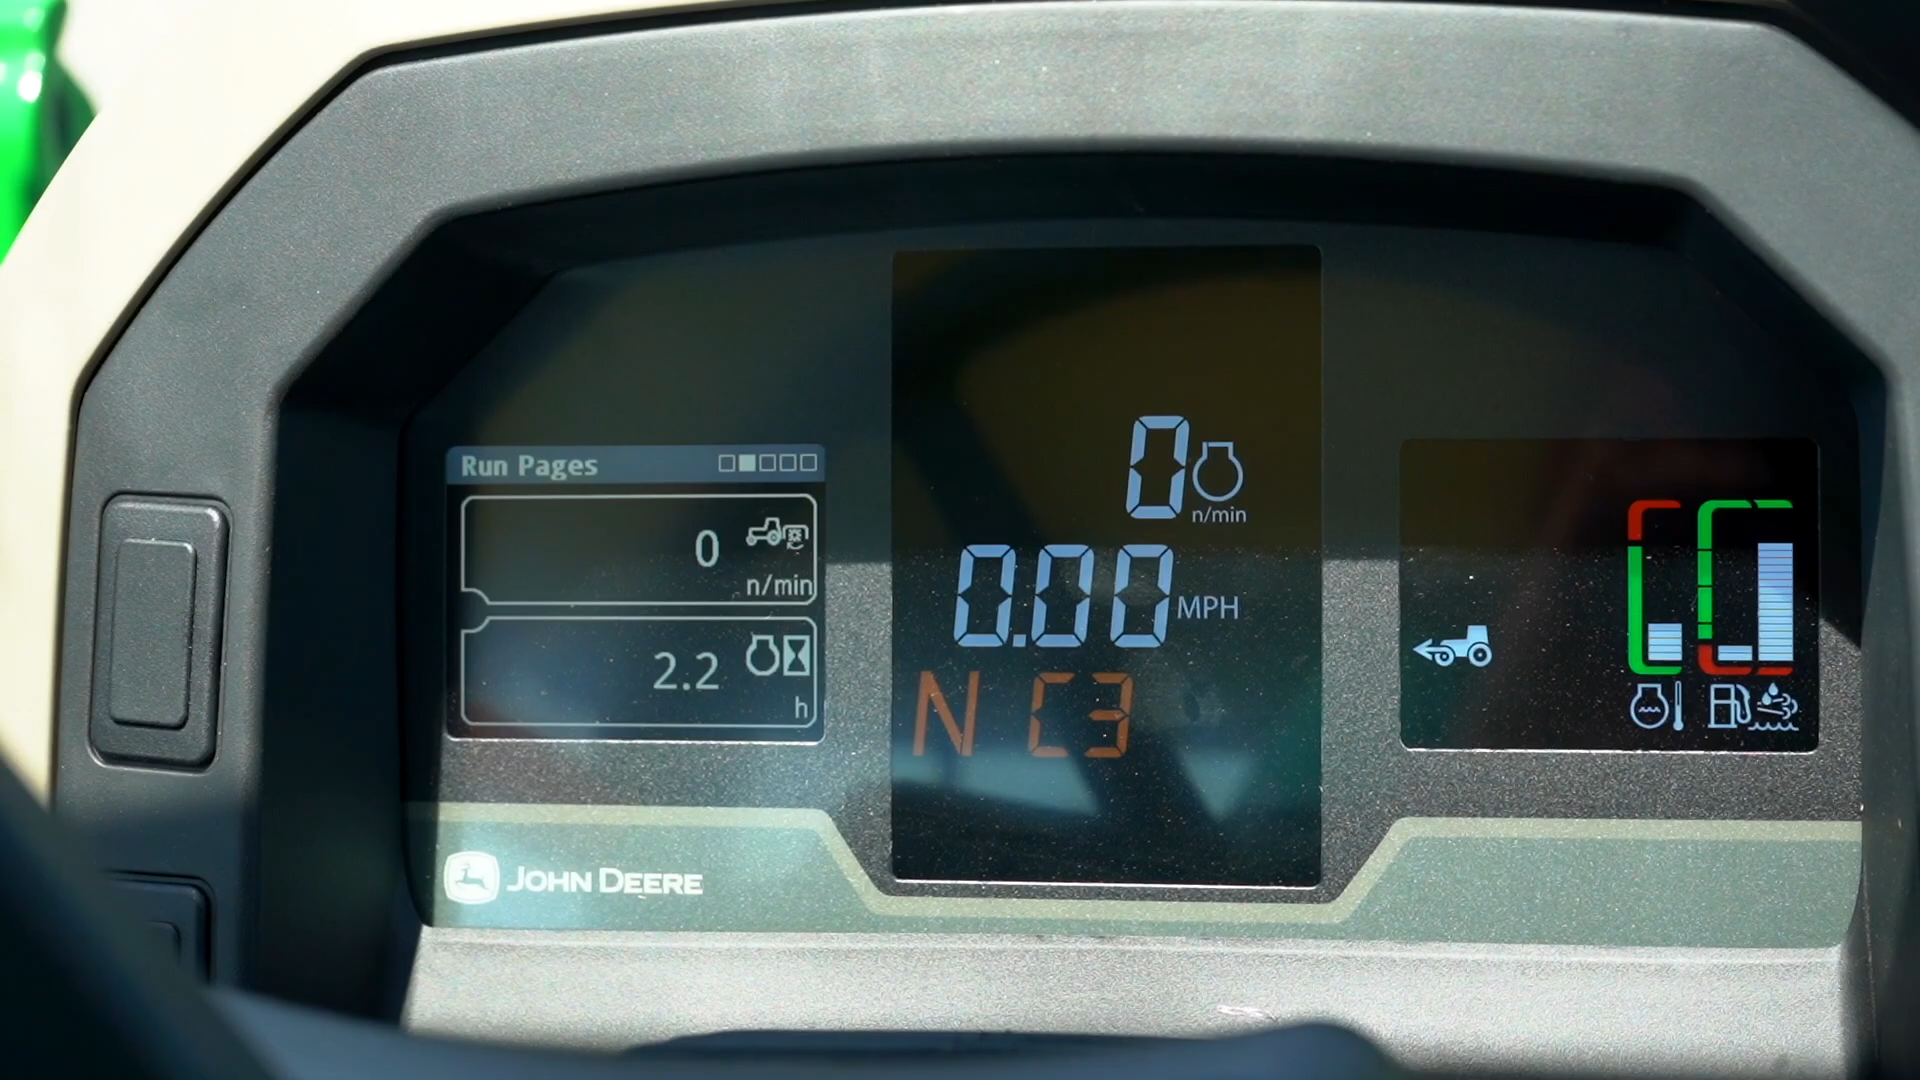 Run Pages
0
n/min
2.2
h
0
n/min
0.00 MPH
N C3
JOHN DEERE